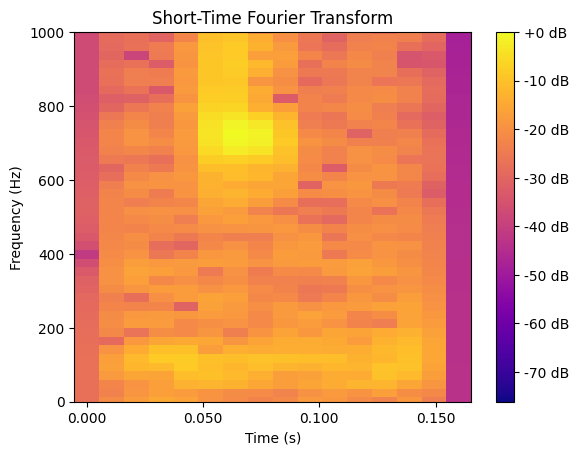 Short-Time Fourier Transform
Frequency (Hz)
1000
800
600
400
200
0
0.000
0.050
0.100
0.150
Time (s)
+0 dB
-10 dB
-20 dB
-30 dB
-40 dB
-50 dB
-60 dB
-70 dB